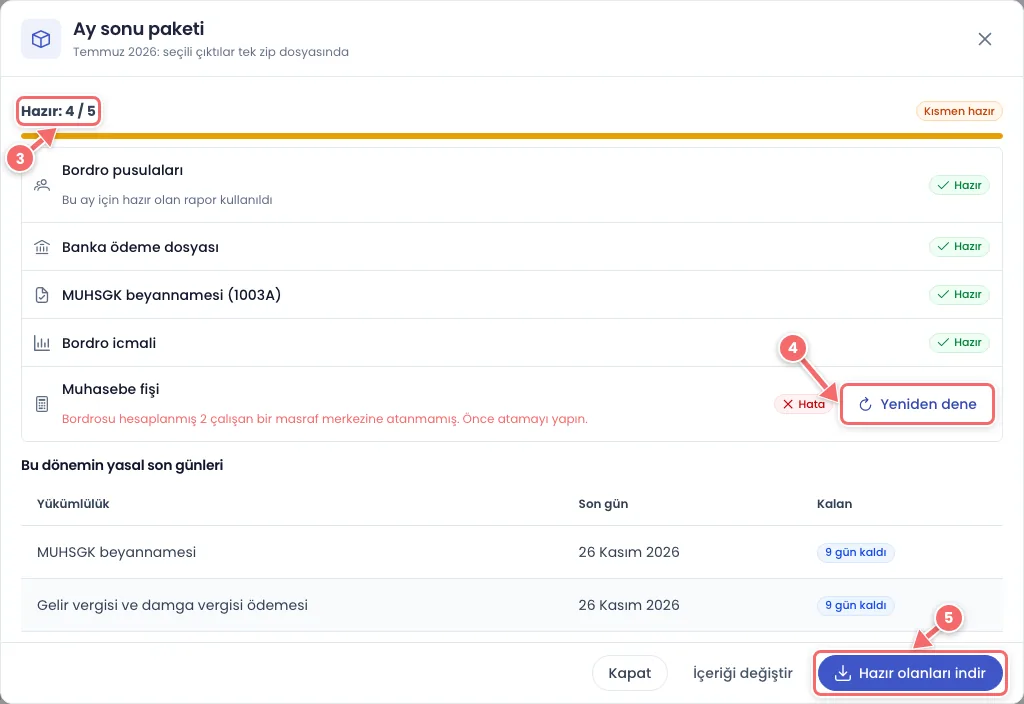 Ay sonu paketi
Temmuz 2026: seçili çıktılar tek zip dosyasında
Hazır: 4 / 5
Kısmen hazır
3
Bordro pusulaları
Bu ay için hazır olan rapor kullanıldı
Hazır
Banka ödeme dosyası
Hazır
MUHSGK beyannamesi (1003A)
Hazır
Bordro icmali
Hazır
4
Muhasebe fişi
Bordrosu hesaplanmış 2 çalışan bir masraf merkezine atanmamış. Önce atamayı yapın.
Hata
Yeniden dene
Bu dönemin yasal son günleri
Yükümlülük Son gün Kalan
MUHSGK beyannamesi 26 Kasım 2026 9 gün kaldı
Gelir vergisi ve damga vergisi ödemesi 26 Kasım 2026 9 gün kaldı
5
Kapat İçeriği değiştir Hazır olanları indir